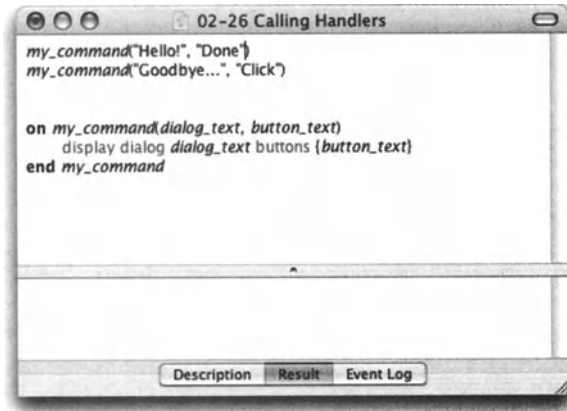 02-26 Calling Handlers
my_command("Hello!", "Done")
my_command("Goodbye...", "Click")
on my_command(dialog_text, button_text)
display dialog dialog_text buttons {button_text}
end my_command
Description Result Event Log